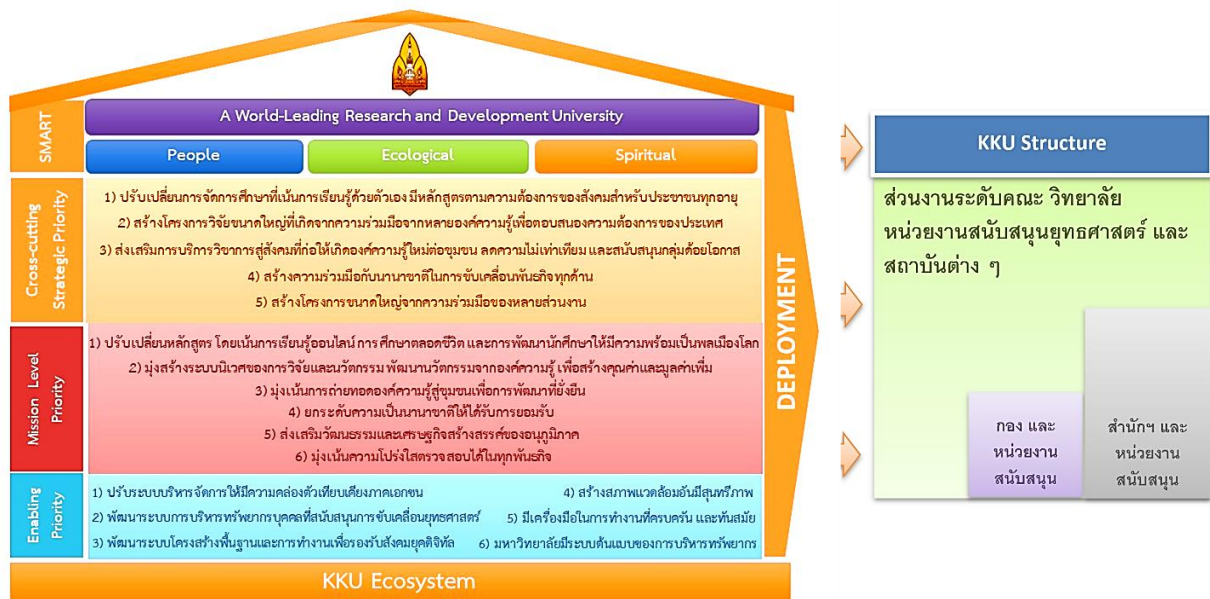 SMART
A World-Leading Research and Development University
People
Ecological
Spiritual
Cross-cutting
Strategic Priority
1) ปรับเปลี่ยนการจัดการศึกษาที่เน้นการเรียนรู้ด้วยตัวเอง มีหลักสูตรตามความต้องการของสังคมสำหรับประชาชนทุกอายุ
2) สร้างโครงการวิจัยขนาดใหญ่ที่เกิดจากความร่วมมือจากหลายองค์ความรู้เพื่อตอบสนองความต้องการของประเทศ
3) ส่งเสริมการบริการวิชาการสู่สังคมที่ก่อให้เกิดองค์ความรู้ใหม่ต่อชุมชน ลดความไม่เท่าเทียม และสนับสนุนกลุ่มด้อยโอกาส
4) สร้างความร่วมมือกับนานาชาติในการขับเคลื่อนพันธกิจทุกด้าน
5) สร้างโครงการขนาดใหญ่จากความร่วมมือของหลายส่วนงาน
Mission Level
Priority
1) ปรับเปลี่ยนหลักสูตร โดยเน้นการเรียนรู้ออนไลน์ การศึกษาตลอดชีวิต และการพัฒนานักศึกษาให้มีความพร้อมเป็นพลเมืองโลก
2) มุ่งสร้างระบบนิเวศของการวิจัยและนวัตกรรม พัฒนานวัตกรรมจากองค์ความรู้ เพื่อสร้างคุณค่าและมูลค่าเพิ่ม
3) มุ่งเน้นการถ่ายทอดองค์ความรู้สู่ชุมชนเพื่อการพัฒนาที่ยั่งยืน
4) ยกระดับความเป็นนานาชาติให้ได้รับการยอมรับ
5) ส่งเสริมวัฒนธรรมและเศรษฐกิจสร้างสรรค์ของอนุภูมิภาค
6) มุ่งเน้นความโปร่งใสตรวจสอบได้ในทุกพันธกิจ
Enabling
Priority
1) ปรับระบบบริหารจัดการให้มีความคล่องตัวเทียบเคียงภาคเอกชน
2) พัฒนาระบบการบริหารทรัพยากรบุคคลที่สนับสนุนการขับเคลื่อนยุทธศาสตร์
3) พัฒนาระบบโครงสร้างพื้นฐานและการทำงานเพื่อรองรับสังคมยุคดิจิทัล
4) สร้างสภาพแวดล้อมอันมีสุนทรีภาพ
5) มีเครื่องมือในการทำงานที่ครบครัน และทันสมัย
6) มหาวิทยาลัยมีระบบต้นแบบของการบริหารทรัพยากร
KKU Ecosystem
DEPLOYMENT
KKU Structure
ส่วนงานระดับคณะ วิทยาลัย
หน่วยงานสนับสนุนยุทธศาสตร์ และ
สถาบันต่าง ๆ
กอง และ
หน่วยงาน
สนับสนุน
สำนักฯ และ
หน่วยงาน
สนับสนุน